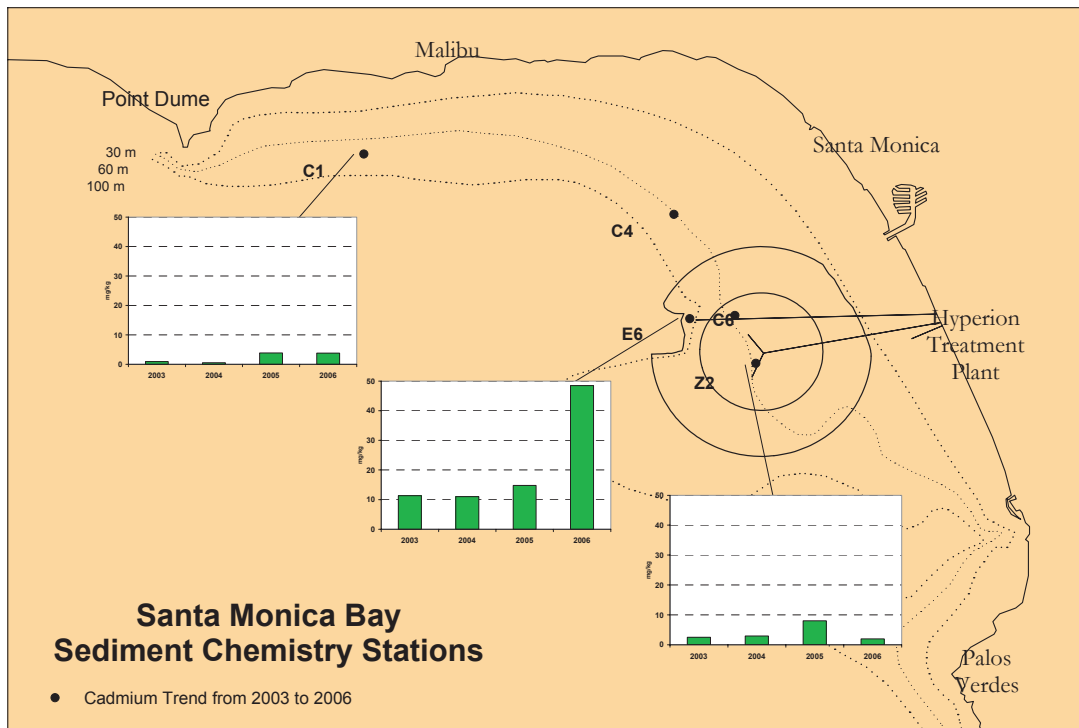 Malibu
Point Dume
30 m
60 m
100 m
C1
Santa Monica
C4
50
40
30
20
10
0
mg/kg
2003 2004 2005 2006
E6
C6
Hyperion
Treatment
Plant
Z2
50
40
30
20
10
0
mg/kg
2003 2004 2005 2006
50
40
30
20
10
0
mg/kg
2003 2004 2005 2006
Santa Monica Bay
Sediment Chemistry Stations
Cadmium Trend from 2003 to 2006
Palos
Verdes